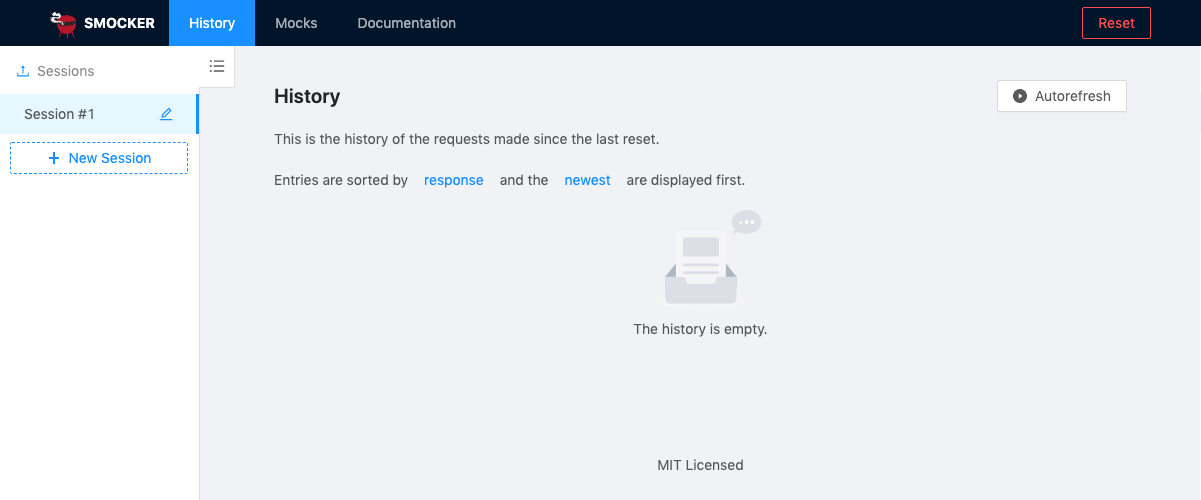 SMOCKER History Mocks Documentation Reset
Sessions
Session #1
New Session
History
Autorefresh
This is the history of the requests made since the last reset.
Entries are sorted by response and the newest are displayed first.
The history is empty.
MIT Licensed